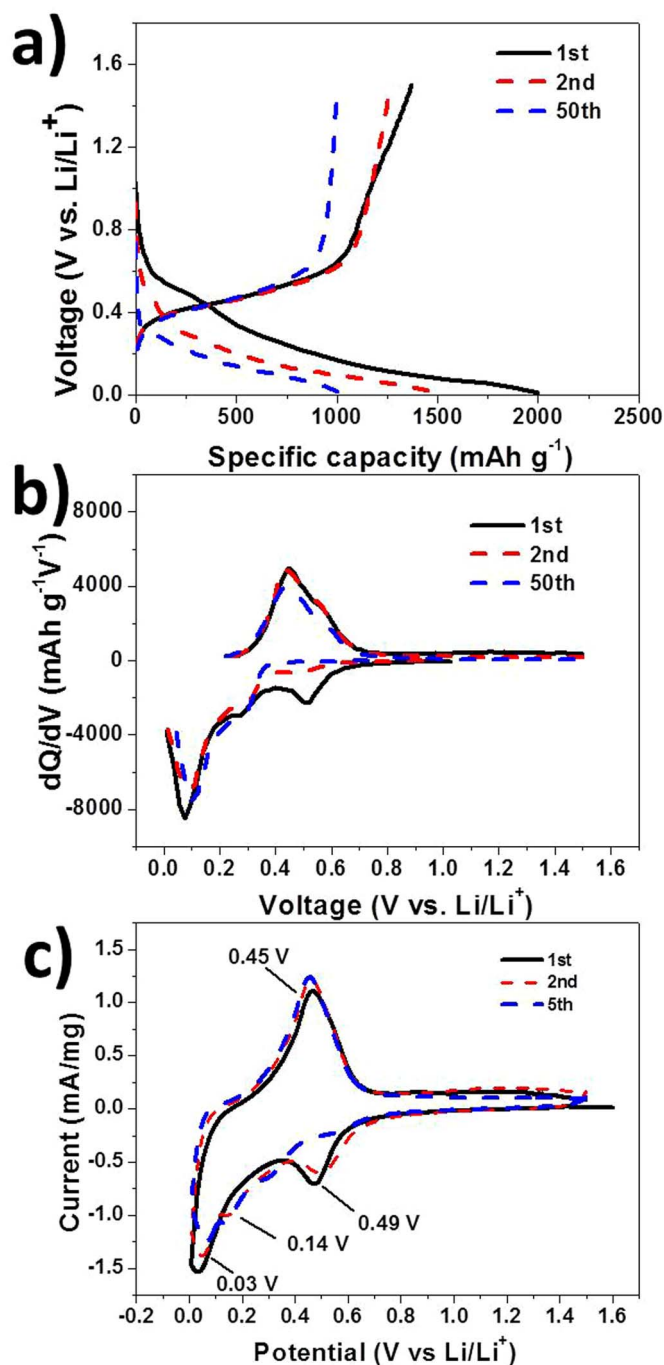 a)
1st
2nd
50th
1.6
1.2
0.8
0.4
0.0
Voltage (V vs. Li/Li⁺)
0 500 1000 1500 2000 2500
Specific capacity (mAh g⁻¹)
b)
1st
2nd
50th
8000
4000
0
-4000
-8000
dQ/dV (mAh g⁻¹V⁻¹)
0.0 0.2 0.4 0.6 0.8 1.0 1.2 1.4 1.6
Voltage (V vs. Li/Li⁺)
c)
1st
2nd
5th
0.45 V
0.49 V
0.14 V
0.03 V
1.5
1.0
0.5
0.0
-0.5
-1.0
-1.5
Current (mA/mg)
-0.2 0.0 0.2 0.4 0.6 0.8 1.0 1.2 1.4 1.6
Potential (V vs Li/Li⁺)